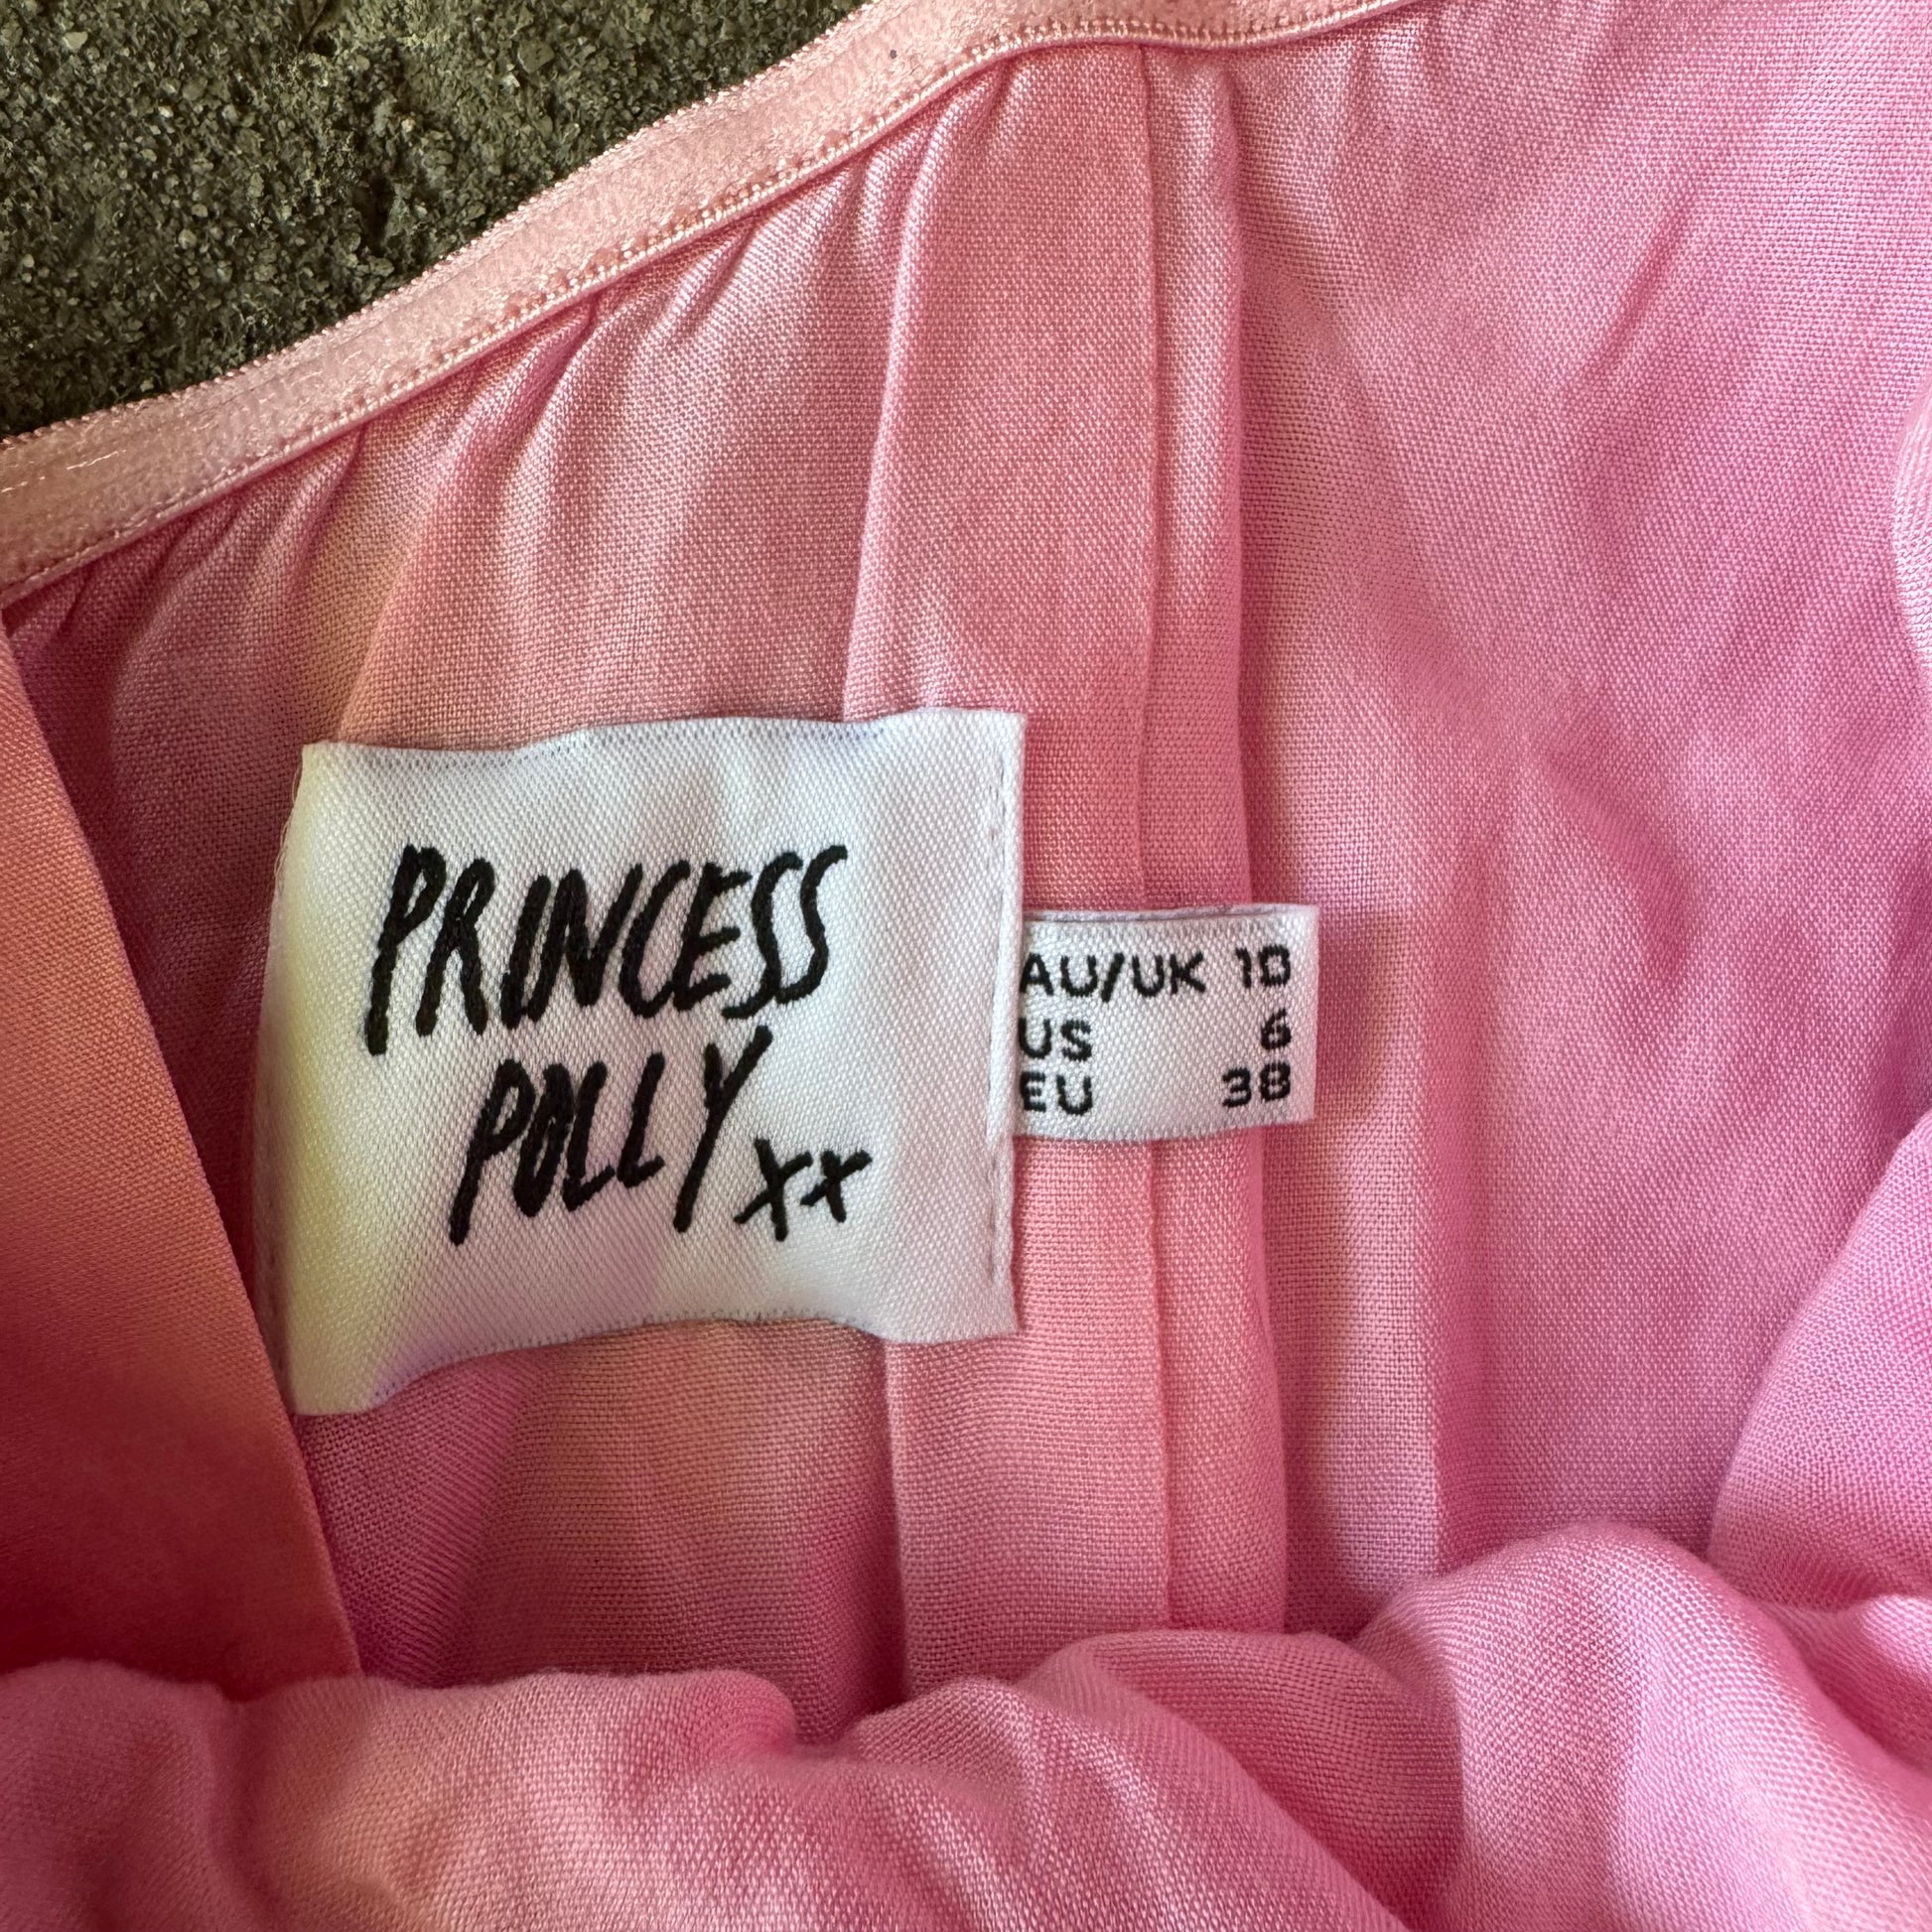 PRINCESS
POLLY xx
AU/UK 10
US 6
EU 38